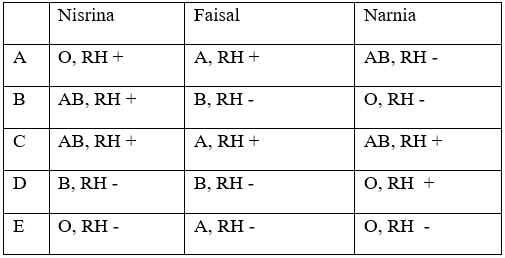 Nisrina Faisal Narnia
A O, RH + A, RH + AB, RH -
B AB, RH + B, RH - O, RH -
C AB, RH + A, RH + AB, RH +
D B, RH - B, RH - O, RH +
E O, RH - A, RH - O, RH -